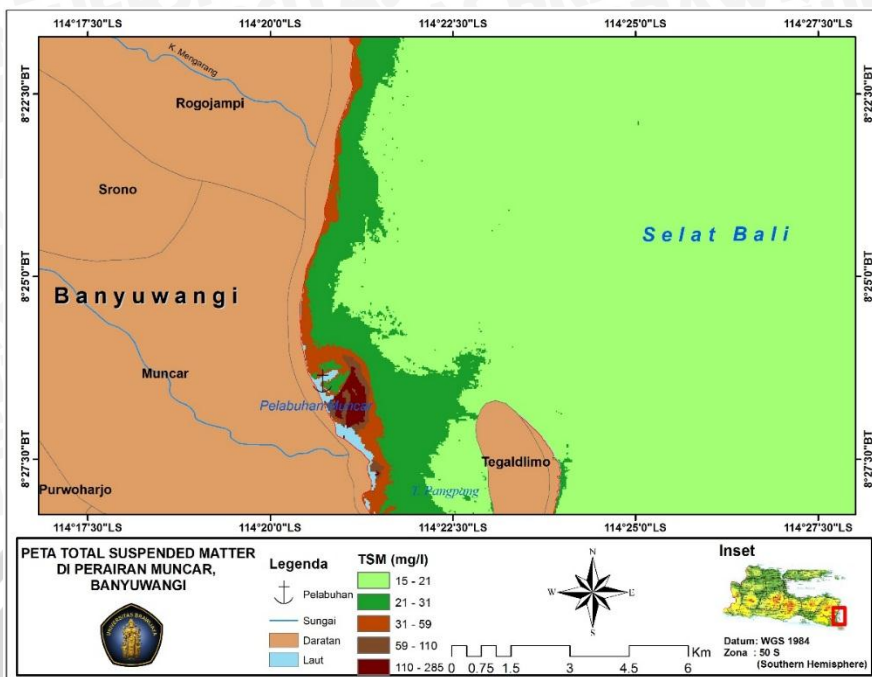 114°17'30"LS 114°20'0"LS 114°22'30"LS 114°25'0"LS 114°27'30"LS
K. Mengarang
8°22'30"BT 8°22'30"BT
Rogojampi
Srono
Selat Bali
8°25'0"BT 8°25'0"BT
Banyuwangi
Muncar
Pelabuhan Muncar
8°27'30"BT 8°27'30"BT
Tegaldlimo
Purwoharjo
T. Pangpang
114°17'30"LS 114°20'0"LS 114°22'30"LS 114°25'0"LS 114°27'30"LS
PETA TOTAL SUSPENDED MATTER
DI PERAIRAN MUNCAR,
BANYUWANGI
UNIVERSITAS BRAWIJAYA
Legenda
Pelabuhan
Sungai
Daratan
Laut
TSM (mg/l)
15 - 21
21 - 31
31 - 59
59 - 110
110 - 285
N
W E
S
0 0.75 1.5 3 4.5 6
Km
Inset
Datum: WGS 1984
Zona : 50 S
(Southern Hemisphere)